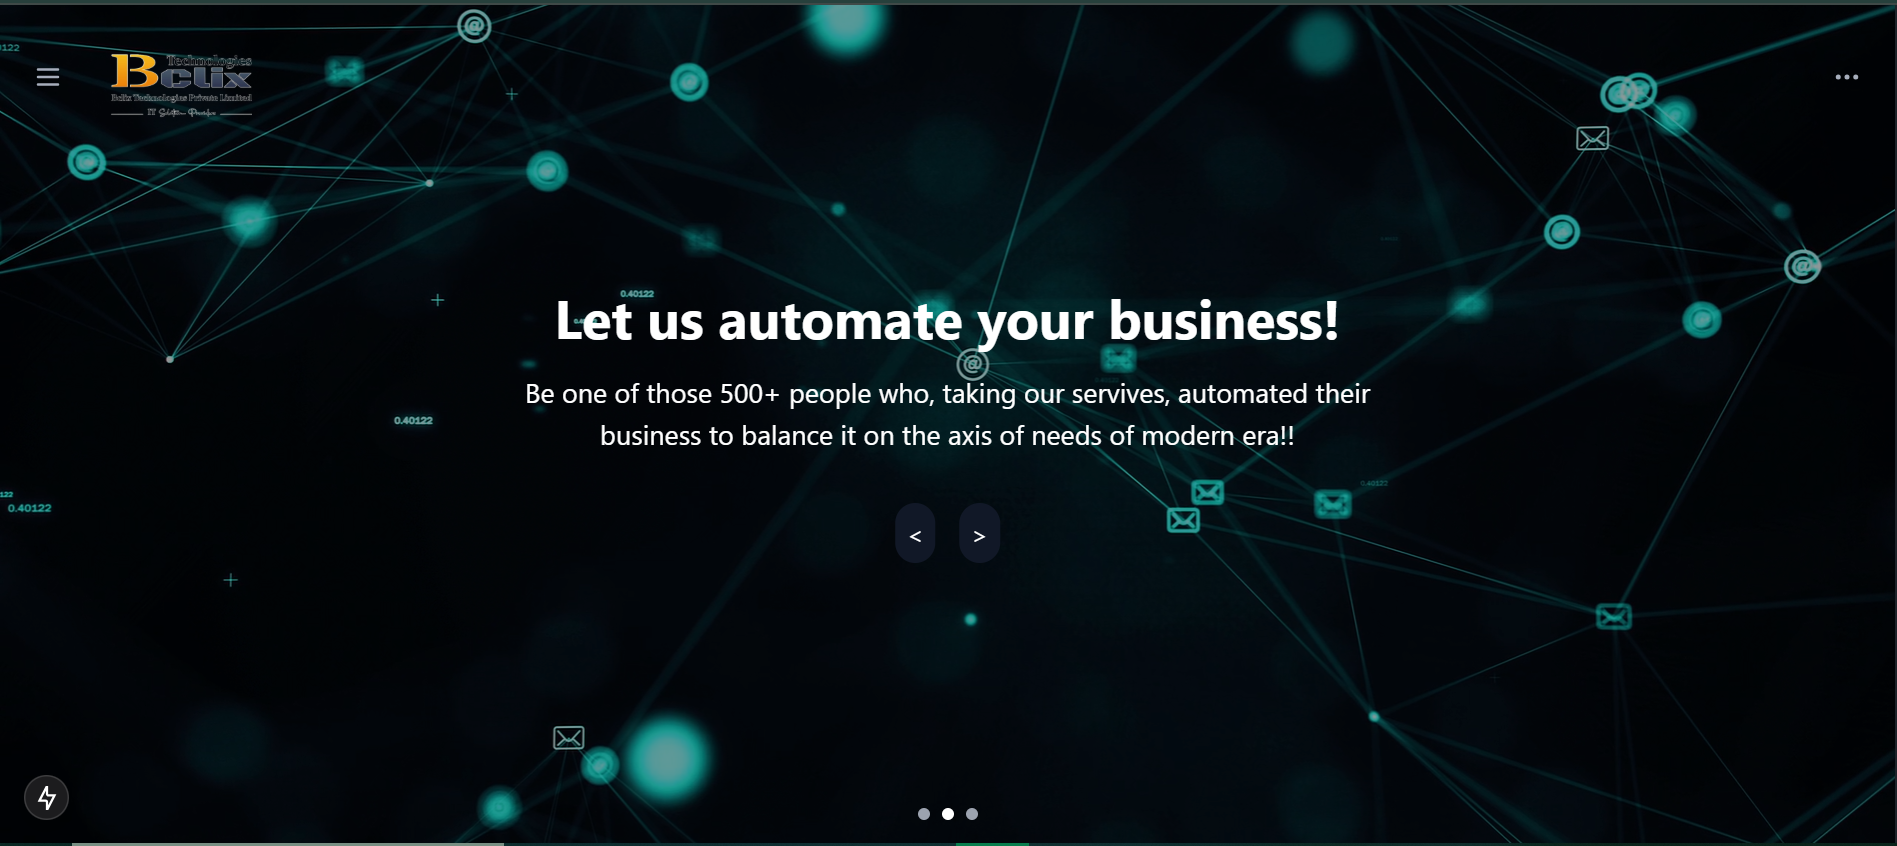 Technologies
Bclix
Bclix Technologies Private Limited
IT Solution Provider
Let us automate your business!
Be one of those 500+ people who, taking our servives, automated their
business to balance it on the axis of needs of modern era!!
< >
0.40122
0.40122
0.40122
0.40122